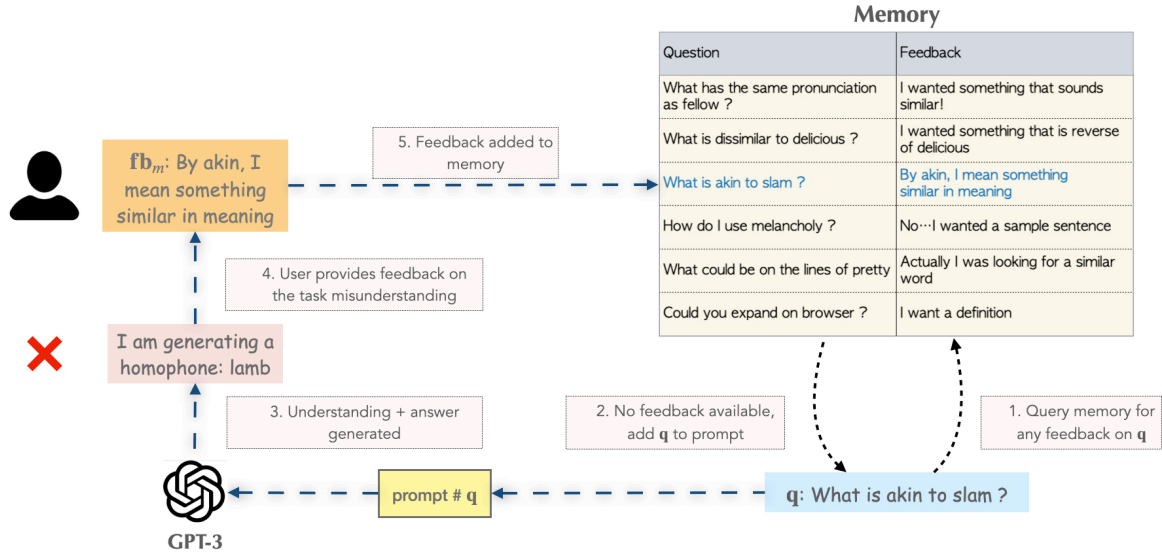 Memory
Question
Feedback
What has the same pronunciation
as fellow ?
I wanted something that sounds
similar!
What is dissimilar to delicious ?
I wanted something that is reverse
of delicious
What is akin to slam ?
By akin, I mean something
similar in meaning
How do I use melancholy ?
No⋯I wanted a sample sentence
What could be on the lines of pretty
Actually I was looking for a similar
word
Could you expand on browser ?
I want a definition
5. Feedback added to
memory
fbm: By akin, I
mean something
similar in meaning
4. User provides feedback on
the task misunderstanding
I am generating a
homophone: lamb
3. Understanding + answer
generated
2. No feedback available,
add q to prompt
1. Query memory for
any feedback on q
GPT-3
prompt # q
q: What is akin to slam ?